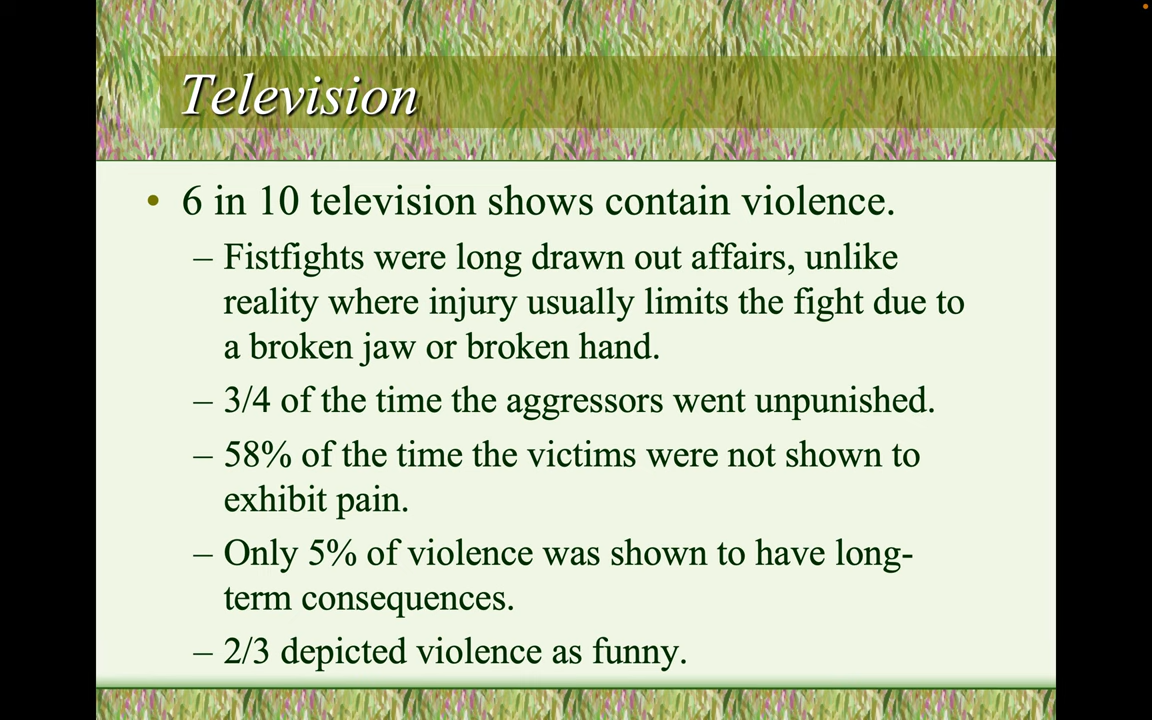 Television
• 6 in 10 television shows contain violence.
– Fistfights were long drawn out affairs, unlike
reality where injury usually limits the fight due to
a broken jaw or broken hand.
– 3/4 of the time the aggressors went unpunished.
– 58% of the time the victims were not shown to
exhibit pain.
– Only 5% of violence was shown to have long-
term consequences.
– 2/3 depicted violence as funny.